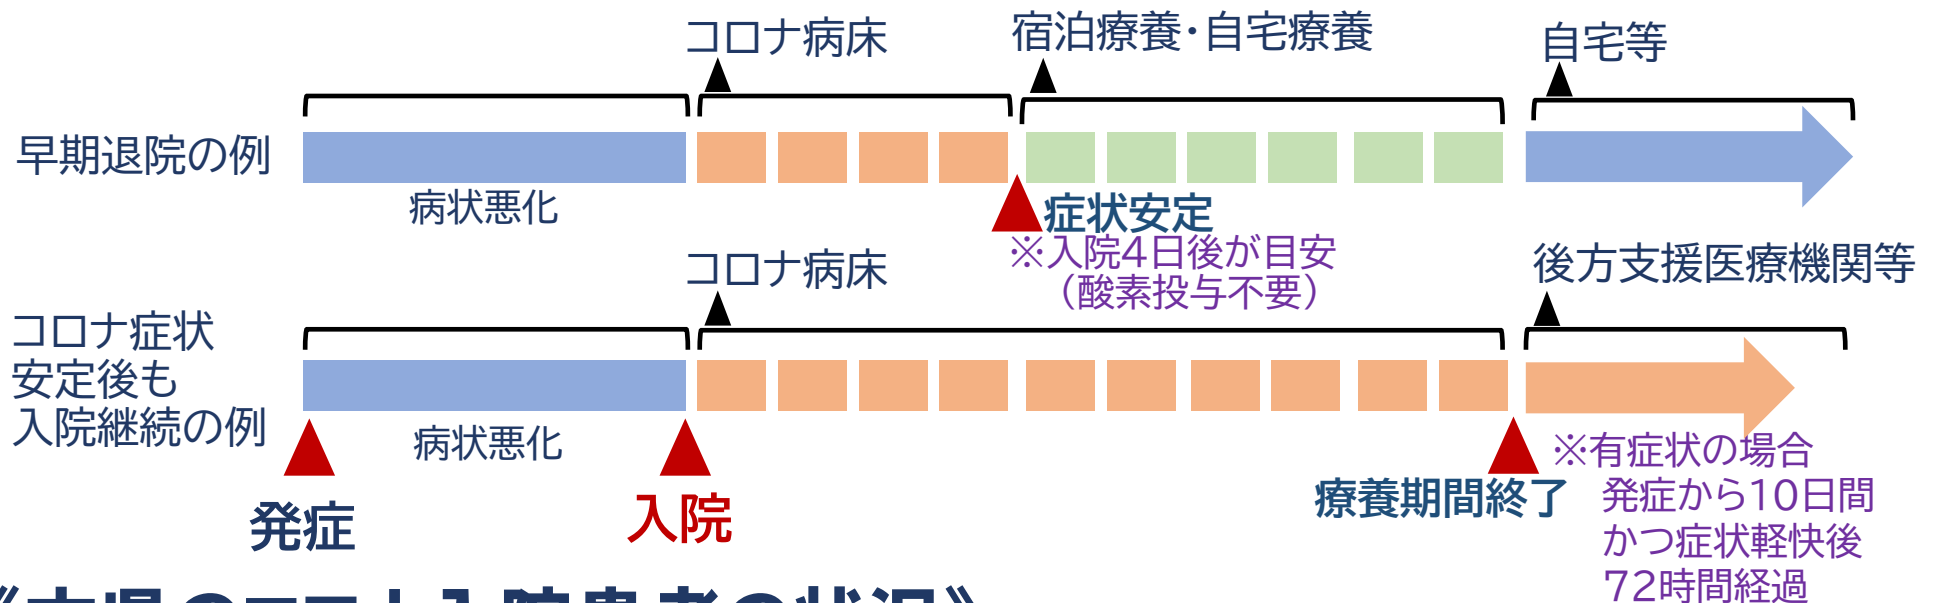 コロナ病床
宿泊療養・自宅療養
自宅等
早期退院の例
病状悪化
症状安定
※入院4日後が目安
（酸素投与不要）
コロナ病床
後方支援医療機関等
コロナ症状
安定後も
入院継続の例
病状悪化
発症
入院
療養期間終了
※有症状の場合
発症から10日間
かつ症状軽快後
72時間経過